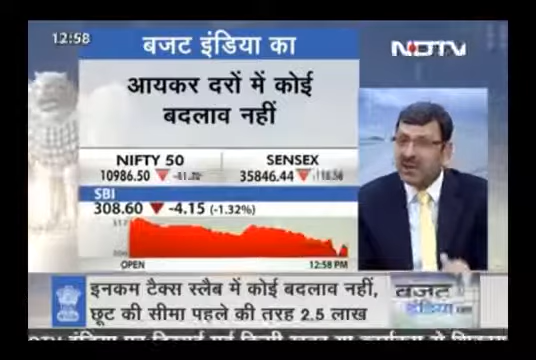 12:58
बजट इंडिया का
NDTV
आयकर दरों में कोई
बदलाव नहीं
NIFTY 50
SENSEX
10986.50
35846.44
SBI
308.60 -4.15 (-1.32%)
OPEN
12:58 PM
इनकम टैक्स स्लैब में कोई बदलाव नहीं,
छूट की सीमा पहले की तरह 2.5 लाख
बजट
इंडिया का